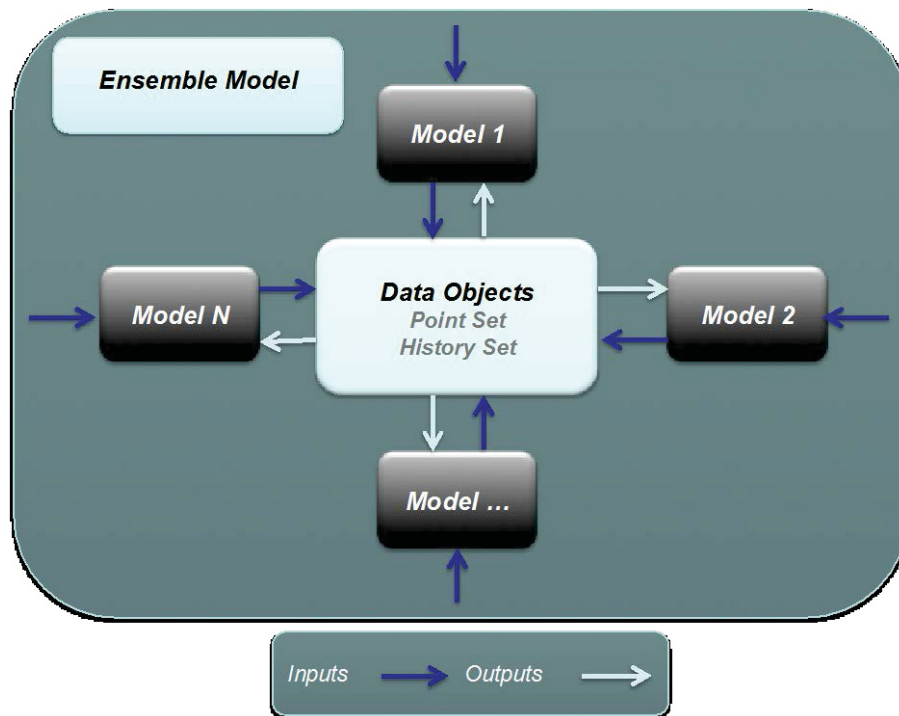 Ensemble Model
Model 1
Model N
Data Objects
Point Set
History Set
Model 2
Model …
Inputs
Outputs